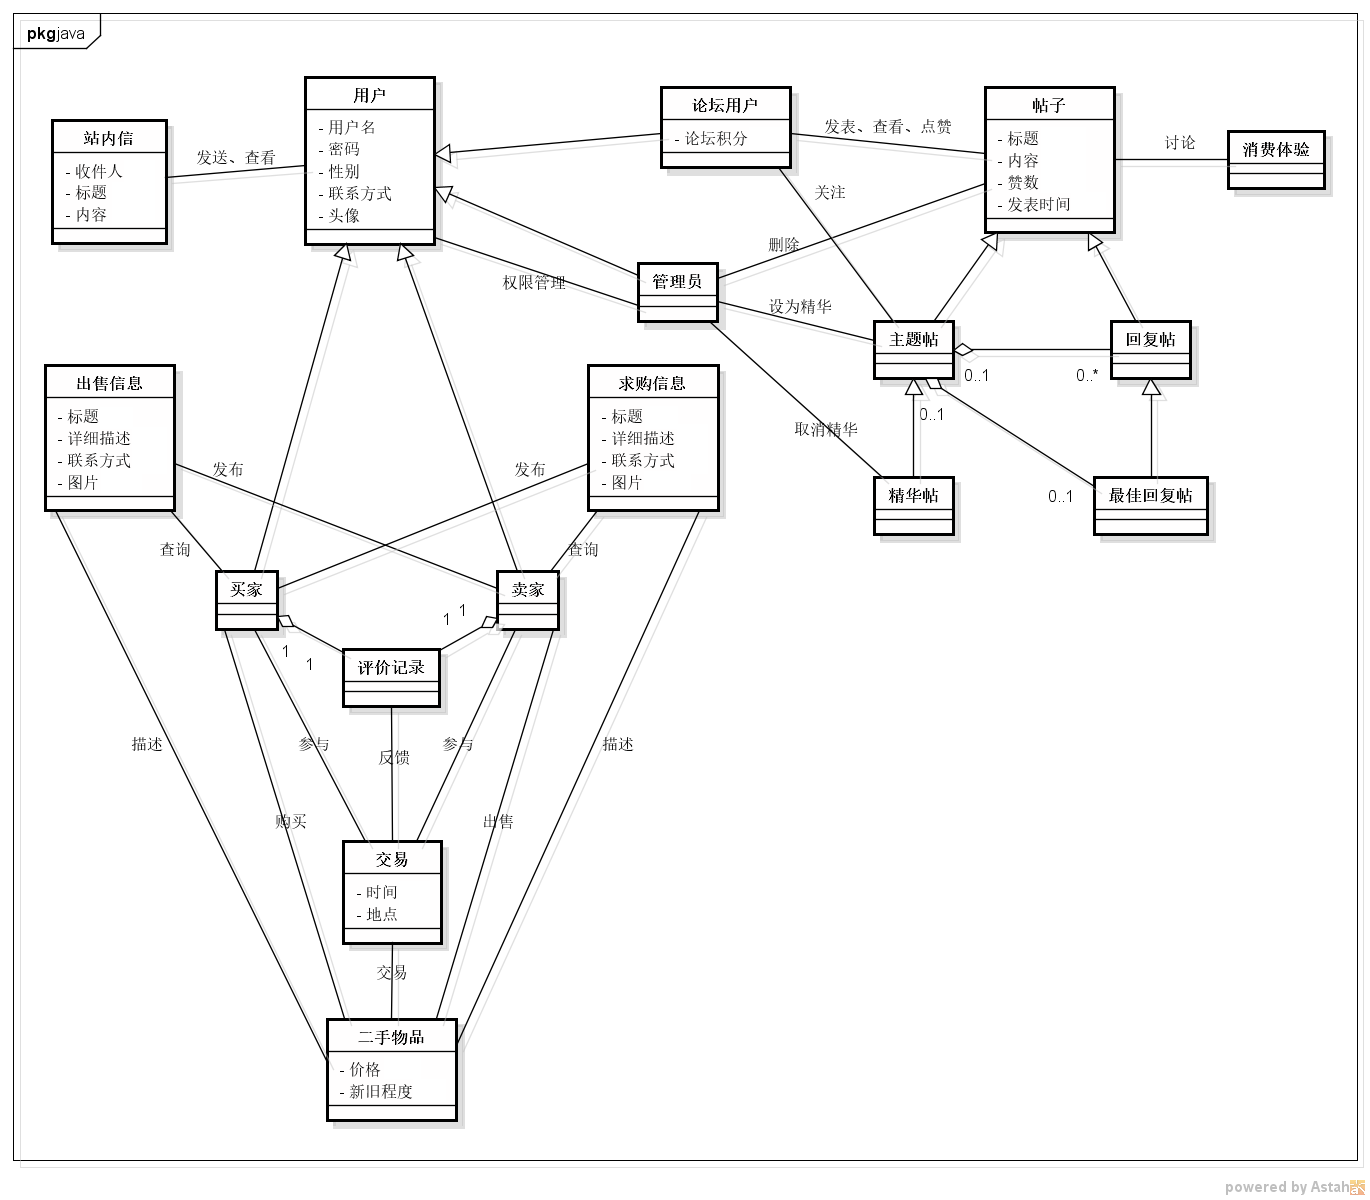 pkg java
用户
- 用户名
- 密码
- 性别
- 联系方式
- 头像
论坛用户
- 论坛积分
帖子
- 标题
- 内容
- 赞数
- 发表时间
站内信
- 收件人
- 标题
- 内容
发送、查看
发表、查看、点赞
讨论
消费体验
关注
删除
权限管理
管理员
设为精华
主题帖
回复帖
0..1
0..*
0..1
取消精华
0..1
精华帖
最佳回复帖
出售信息
- 标题
- 详细描述
- 联系方式
- 图片
求购信息
- 标题
- 详细描述
- 联系方式
- 图片
发布
发布
查询
查询
买家
卖家
1
1
1
1
评价记录
描述
参与
反馈
参与
描述
购买
出售
交易
- 时间
- 地点
交易
二手物品
- 价格
- 新旧程度
powered by Astah